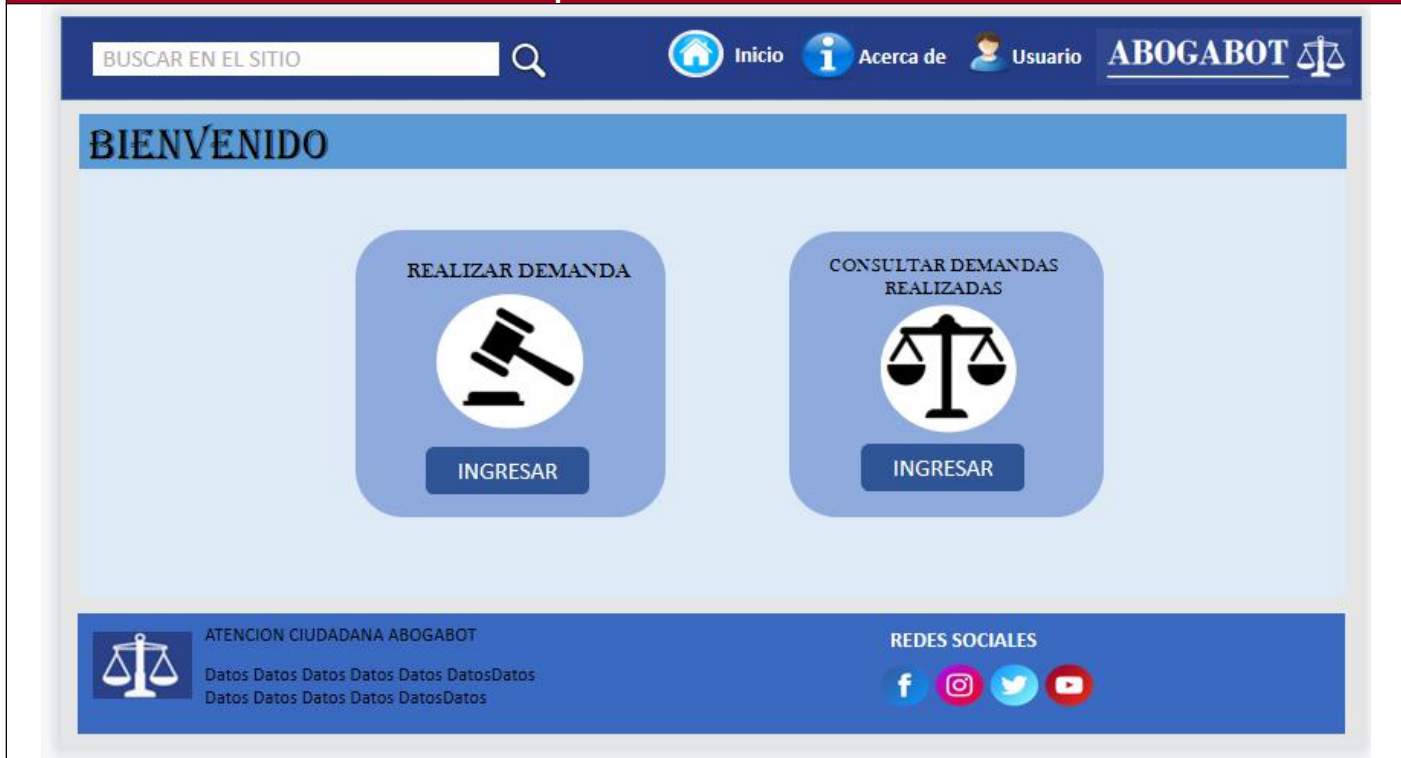 BUSCAR EN EL SITIO
Inicio
Acerca de
Usuario
ABOGABOT
BIENVENIDO
REALIZAR DEMANDA
INGRESAR
CONSULTAR DEMANDAS
REALIZADAS
INGRESAR
ATENCION CIUDADANA ABOGABOT
Datos Datos Datos Datos Datos DatosDatos
Datos Datos Datos Datos DatosDatos
REDES SOCIALES